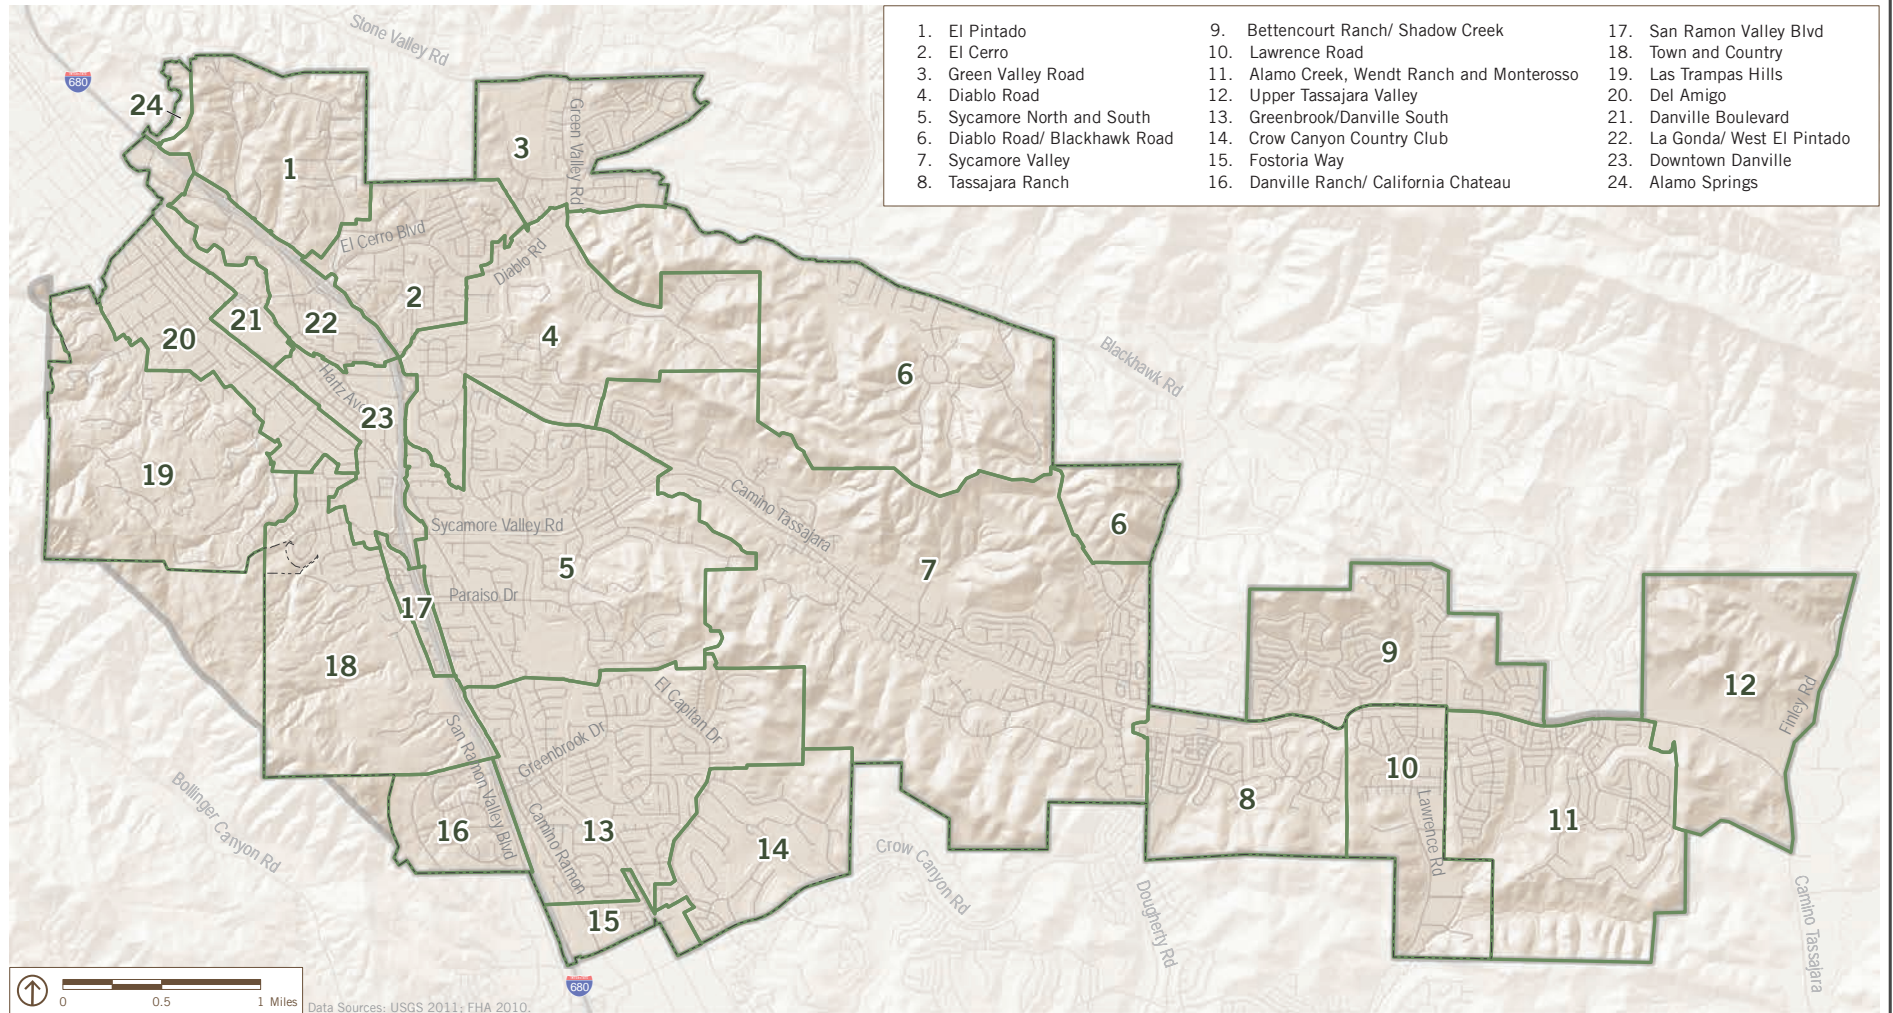 Stone Valley Rd
680
1. El Pintado
2. El Cerro
3. Green Valley Road
4. Diablo Road
5. Sycamore North and South
6. Diablo Road/ Blackhawk Road
7. Sycamore Valley
8. Tassajara Ranch
9. Bettencourt Ranch/ Shadow Creek
10. Lawrence Road
11. Alamo Creek, Wendt Ranch and Monterosso
12. Upper Tassajara Valley
13. Greenbrook/Danville South
14. Crow Canyon Country Club
15. Fostoria Way
16. Danville Ranch/ California Chateau
17. San Ramon Valley Blvd
18. Town and Country
19. Las Trampas Hills
20. Del Amigo
21. Danville Boulevard
22. La Gonda/ West El Pintado
23. Downtown Danville
24. Alamo Springs
24
1
3
Green Valley Rd
El Cerro Blvd
Diablo Rd
2
21
22
20
4
6
Blackhawk Rd
Hartz Ave
23
19
Camino Tassajara
Sycamore Valley Rd
6
5
7
Paraiso Dr
17
18
9
12
Finley Rd
El Capitan Dr
San Ramon Valley Blvd
Greenbrook Dr
10
8
11
Lawrence Rd
Bollinger Canyon Rd
16
Camino Ramon
13
14
Crow Canyon Rd
Dougherty Rd
Camino Tassajara
15
680
0 0.5 1 Miles
Data Sources: USGS 2011; FHA 2010.